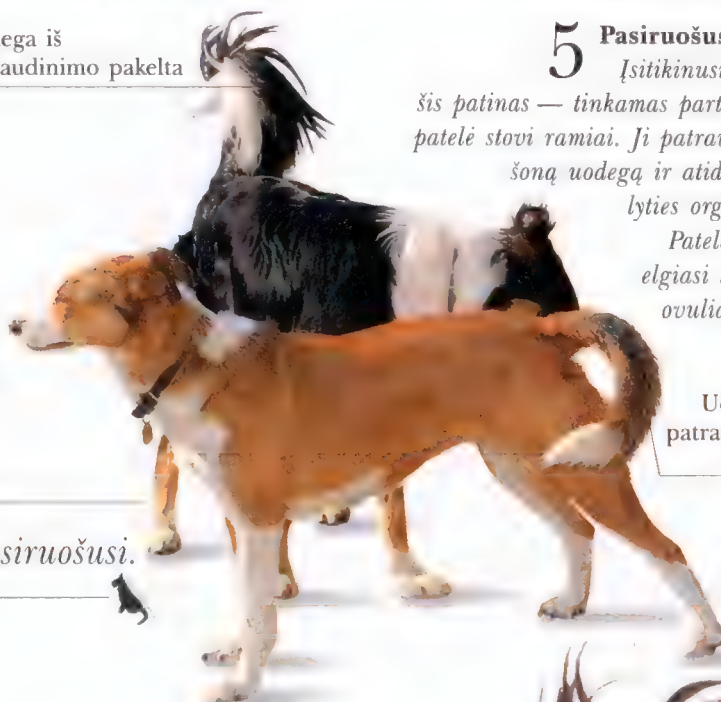 ega iš
audinimo pakelta
5 Pasiruošus
Įsitikinusi
šis patinas — tinkamas part
patelė stovi ramiai. Ji patrau
šoną uodegą ir atid
lyties org
Patel
elgiasi
ovulia
U
patra
siruošusi.